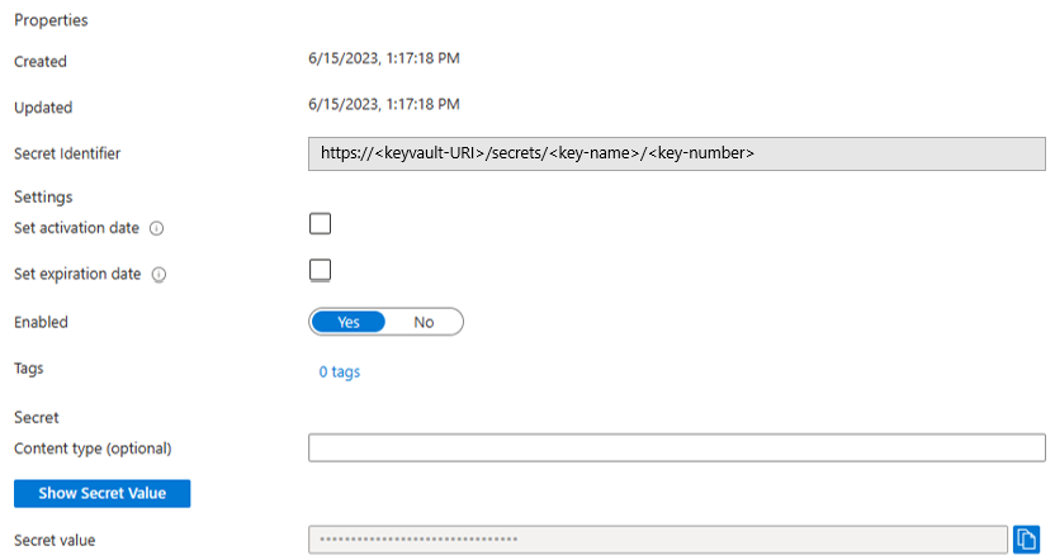 Properties
Created 6/15/2023, 1:17:18 PM
Updated 6/15/2023, 1:17:18 PM
Secret Identifier https://<keyvault-URI>/secrets/<key-name>/<key-number>
Settings
Set activation date
Set expiration date
Enabled Yes No
Tags 0 tags
Secret
Content type (optional)
Show Secret Value
Secret value ••••••••••••••••••••••••••••••••